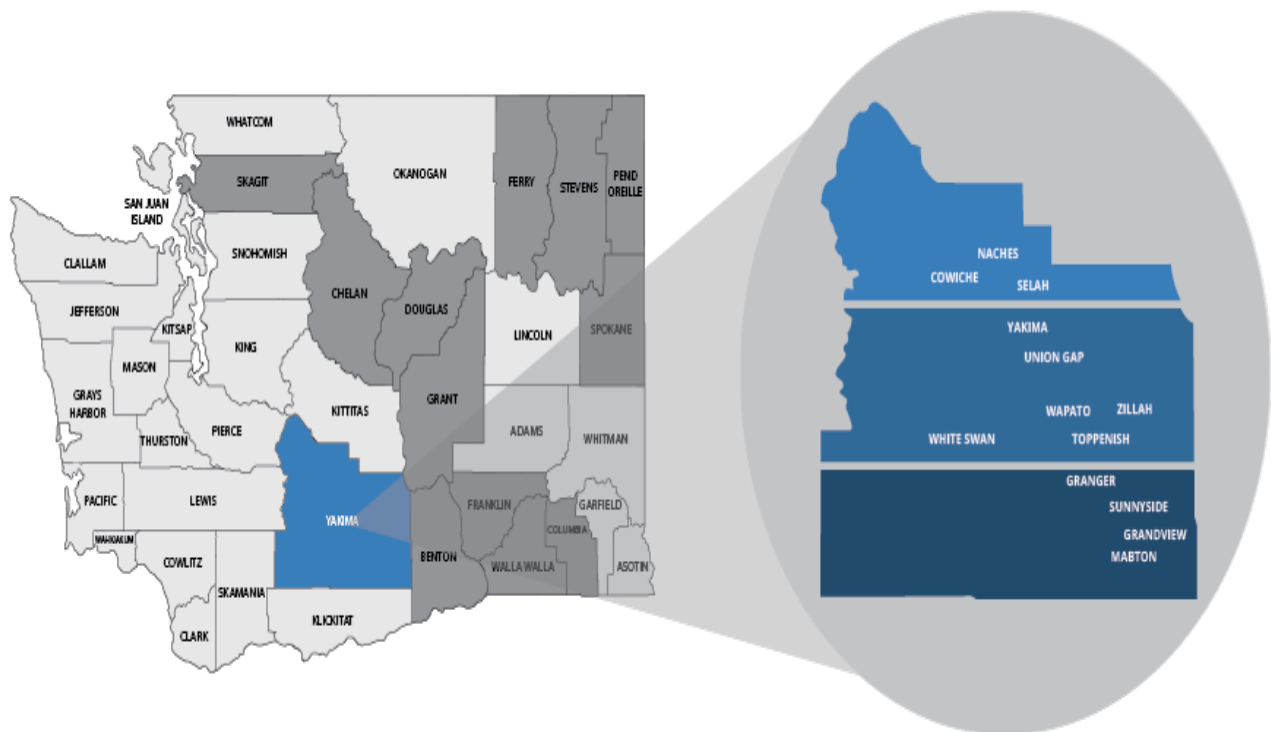 WHATCOM
SKAGIT
OKANOGAN
FERRY
STEVENS
PEND
OREILLE
SAN JUAN
ISLAND
SNOHOMISH
CLALLAM
CHELAN
DOUGLAS
JEFFERSON
KITSAP
KING
LINCOLN
SPOKANE
MASON
GRAYS
HARBOR
KITTITAS
GRANT
THURSTON
PIERCE
ADAMS
WHITMAN
PACIFIC
LEWIS
YAKIMA
FRANKLIN
COLUMBIA
GARFIELD
WAHKIAKUM
COWLITZ
SKAMANIA
BENTON
WALLA WALLA
ASOTIN
CLARK
KLICKITAT
NACHES
COWICHE
SELAH
YAKIMA
UNION GAP
WAPATO
ZILLAH
WHITE SWAN
TOPPENISH
GRANGER
SUNNYSIDE
GRANDVIEW
MABTON